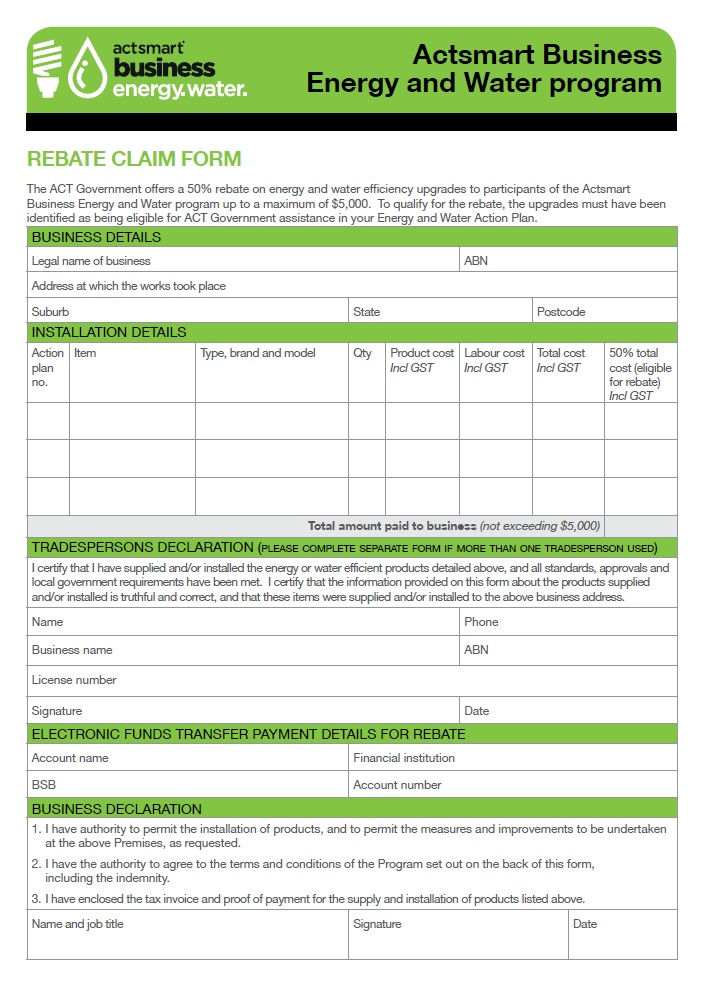 actsmart
business
energy.water.
Actsmart Business
Energy and Water program
REBATE CLAIM FORM
The ACT Government offers a 50% rebate on energy and water efficiency upgrades to participants of the Actsmart
Business Energy and Water program up to a maximum of $5,000. To qualify for the rebate, the upgrades must have been
identified as being eligible for ACT Government assistance in your Energy and Water Action Plan.
BUSINESS DETAILS
Legal name of business ABN
Address at which the works took place
Suburb State Postcode
INSTALLATION DETAILS
Action Item Type, brand and model Qty Product cost Labour cost Total cost 50% total
plan Incl GST Incl GST Incl GST cost (eligible
no. for rebate)
Incl GST
Total amount paid to business (not exceeding $5,000)
TRADESPERSONS DECLARATION (PLEASE COMPLETE SEPARATE FORM IF MORE THAN ONE TRADESPERSON USED)
I certify that I have supplied and/or installed the energy or water efficient products detailed above, and all standards, approvals and
local government requirements have been met. I certify that the information provided on this form about the products supplied
and/or installed is truthful and correct, and that these items were supplied and/or installed to the above business address.
Name Phone
Business name ABN
License number
Signature Date
ELECTRONIC FUNDS TRANSFER PAYMENT DETAILS FOR REBATE
Account name Financial institution
BSB Account number
BUSINESS DECLARATION
1. I have authority to permit the installation of products, and to permit the measures and improvements to be undertaken
at the above Premises, as requested.
2. I have the authority to agree to the terms and conditions of the Program set out on the back of this form,
including the indemnity.
3. I have enclosed the tax invoice and proof of payment for the supply and installation of products listed above.
Name and job title Signature Date